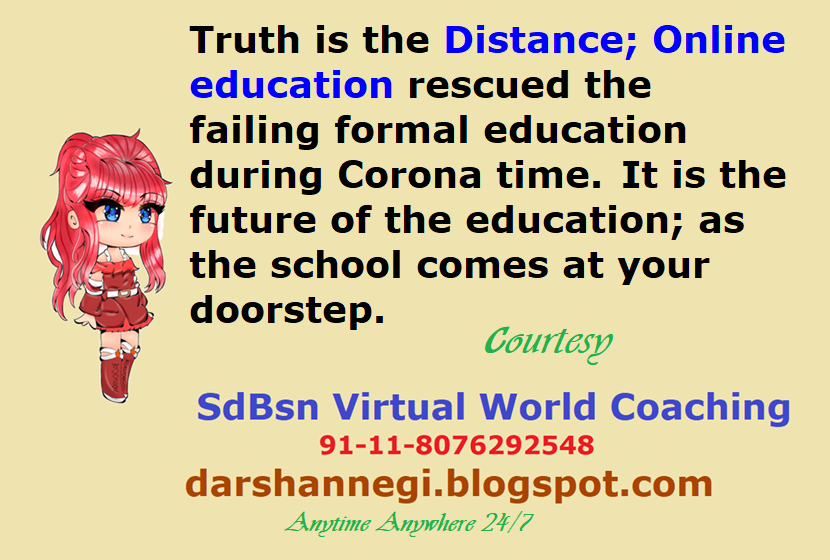 Truth is the Distance; Online
education rescued the
failing formal education
during Corona time. It is the
future of the education; as
the school comes at your
doorstep.
Courtesy
SdBsn Virtual World Coaching
91-11-8076292548
darshannegi.blogspot.com
Anytime Anywhere 24/7